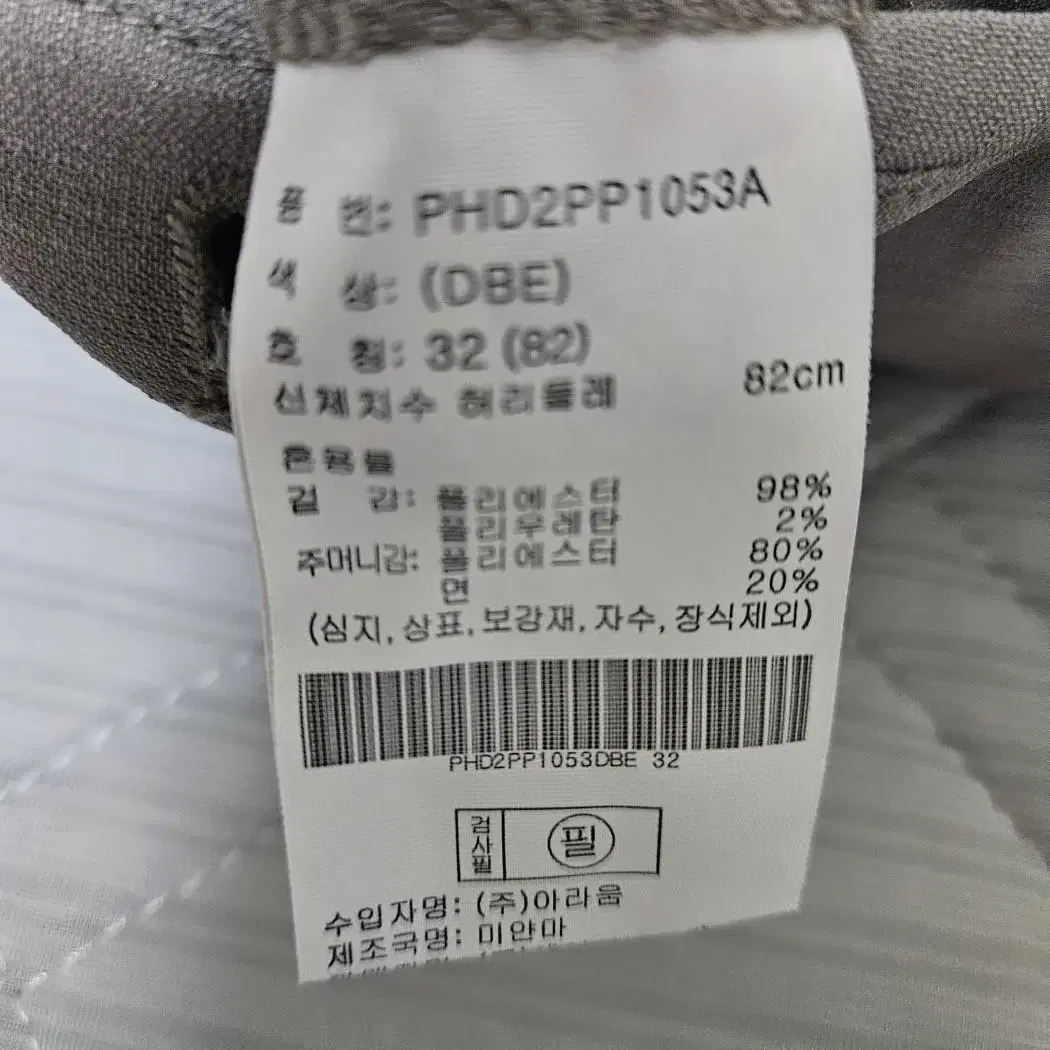 품 번: PHD2PP1053A
색 상: (DBE)
호 칭: 32 (82)
신체치수 허리둘레 82cm
혼용률
겉 감: 폴리에스터 98%
폴리우레탄 2%
주머니감: 폴리에스터 80%
면 20%
(심지,상표,보강재,자수,장식제외)
PHD2PP1053DBE 32
검사필 필
수입자명: (주)아라움
제조국명: 미얀마